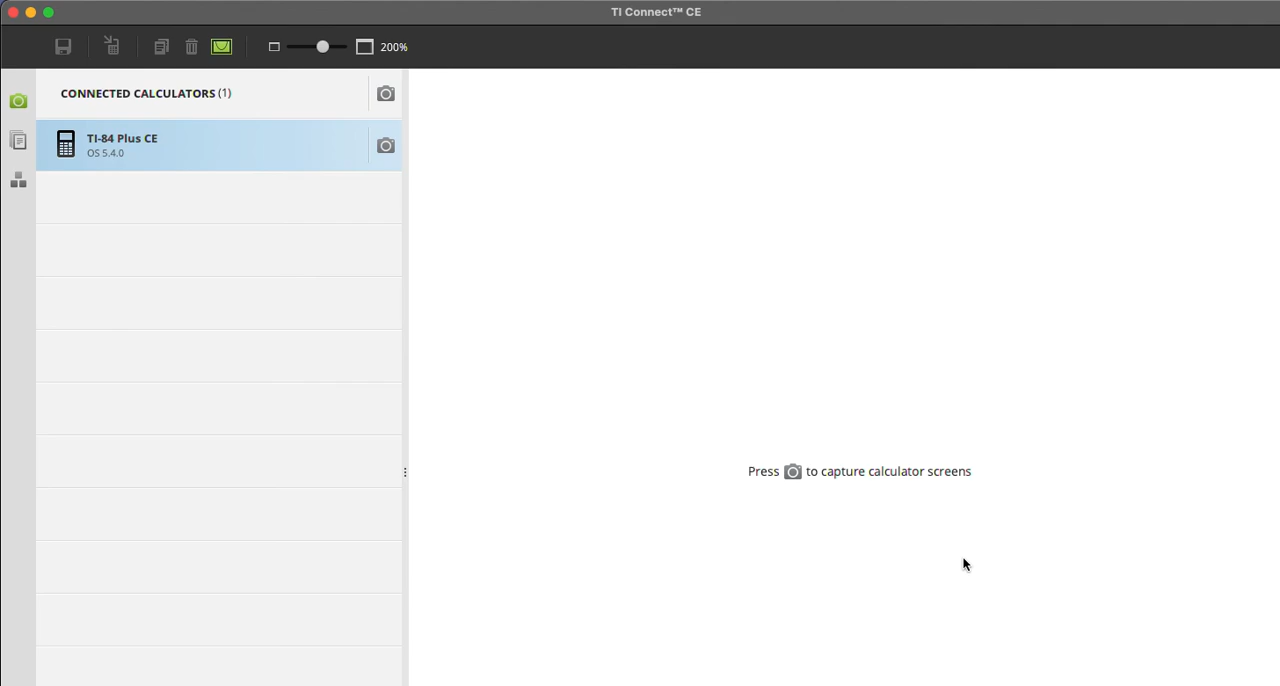 TI Connect™ CE
200%
CONNECTED CALCULATORS (1)
TI-84 Plus CE
OS 5.4.0
Press to capture calculator screens